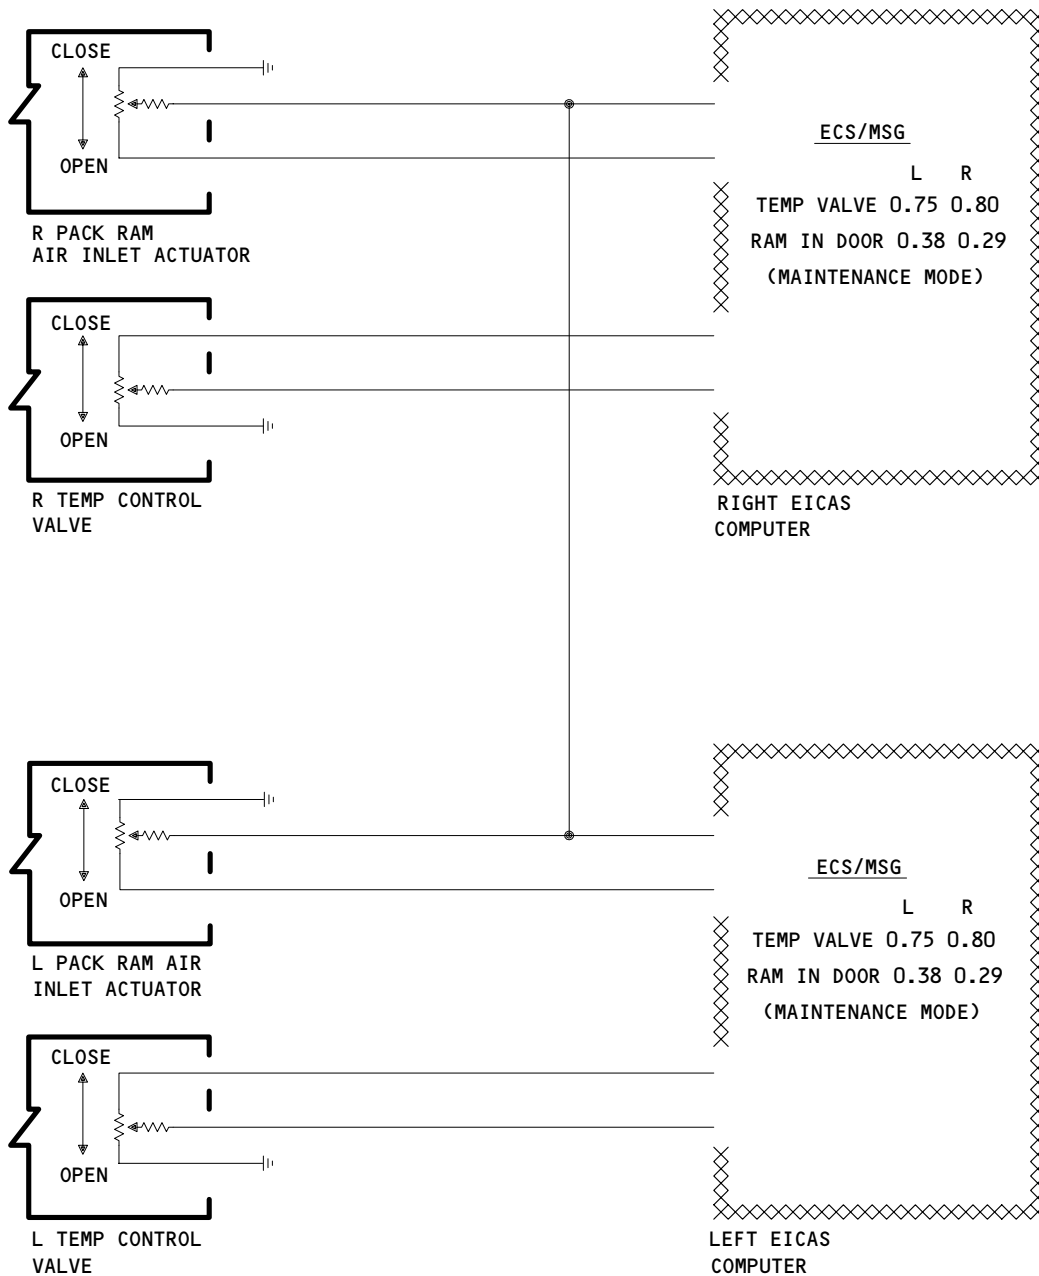 CLOSE
OPEN
R PACK RAM
AIR INLET ACTUATOR
ECS/MSG
L R
TEMP VALVE 0.75 0.80
RAM IN DOOR 0.38 0.29
(MAINTENANCE MODE)
CLOSE
OPEN
R TEMP CONTROL
VALVE
RIGHT EICAS
COMPUTER
CLOSE
OPEN
L PACK RAM AIR
INLET ACTUATOR
ECS/MSG
L R
TEMP VALVE 0.75 0.80
RAM IN DOOR 0.38 0.29
(MAINTENANCE MODE)
CLOSE
OPEN
L TEMP CONTROL
VALVE
LEFT EICAS
COMPUTER